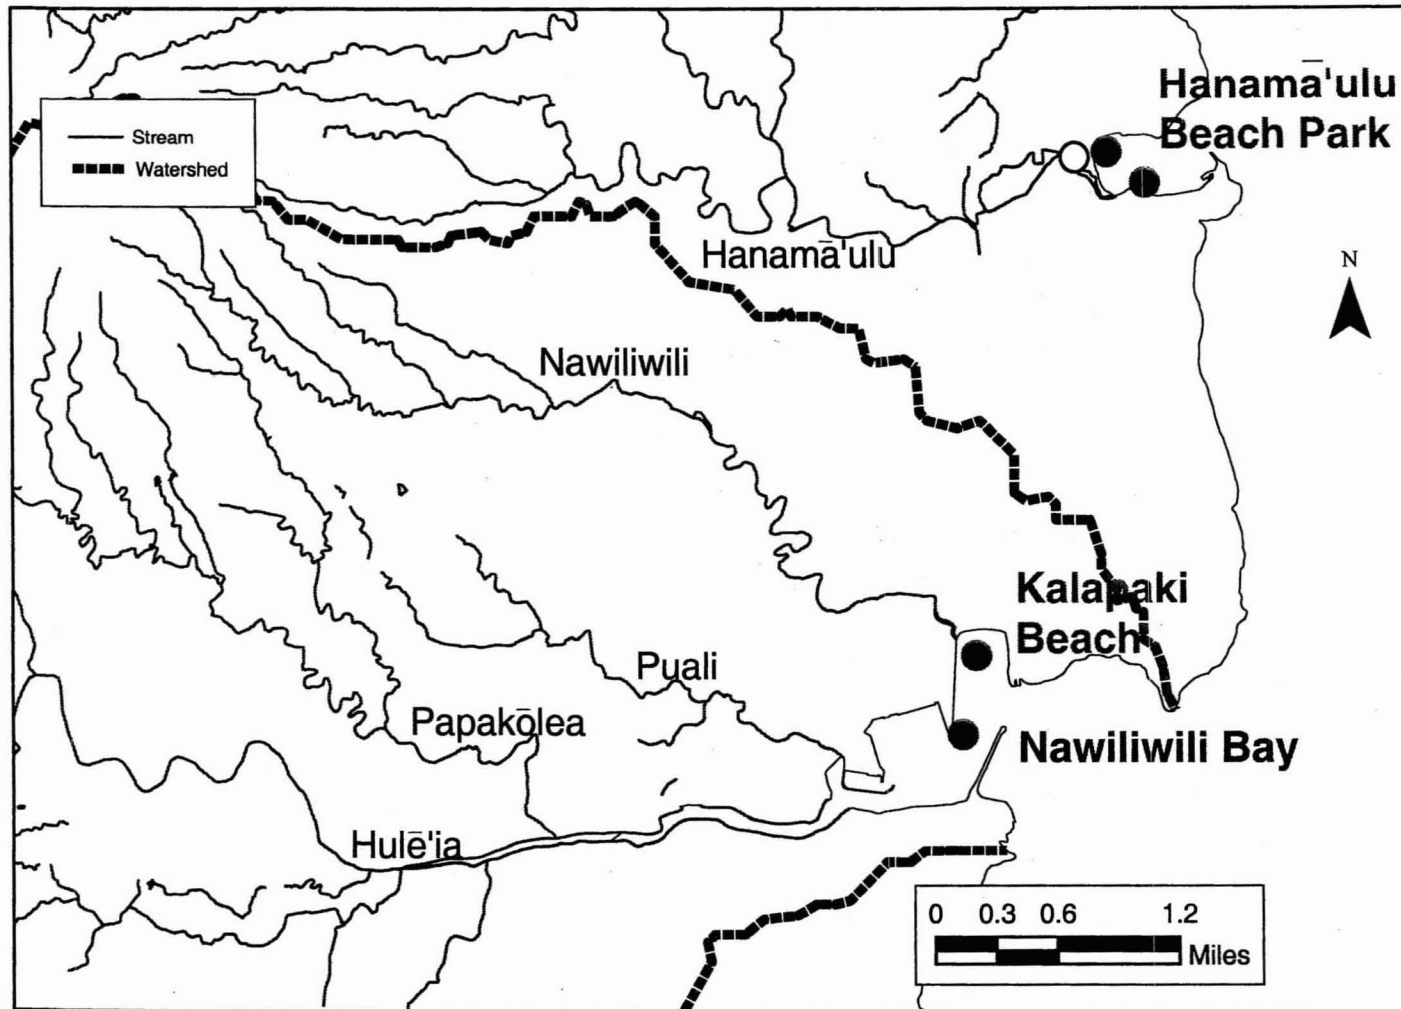 Hanamā'ulu
Beach Park
Stream
Watershed
Hanamā'ulu
N
Nawiliwili
Kalapaki
Beach
Puali
Papakōlea
Nawiliwili Bay
Hulē'ia
0 0.3 0.6 1.2
Miles